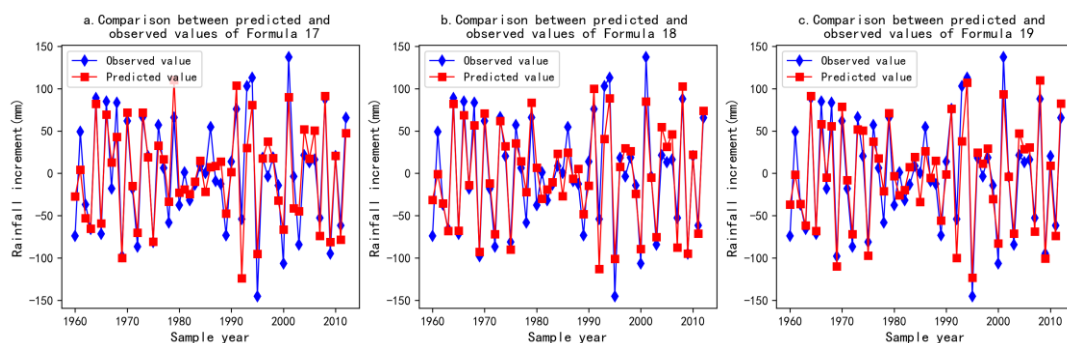 a.Comparison between predicted and
observed values of Formula 17
Observed value
Predicted value
150
100
50
0
−50
−100
−150
Rainfall increment(mm)
1960 1970 1980 1990 2000 2010
Sample year
b.Comparison between predicted and
observed values of Formula 18
Observed value
Predicted value
150
100
50
0
−50
−100
−150
Rainfall increment(mm)
1960 1970 1980 1990 2000 2010
Sample year
c.Comparison between predicted and
observed values of Formula 19
Observed value
Predicted value
150
100
50
0
−50
−100
−150
Rainfall increment(mm)
1960 1970 1980 1990 2000 2010
Sample year